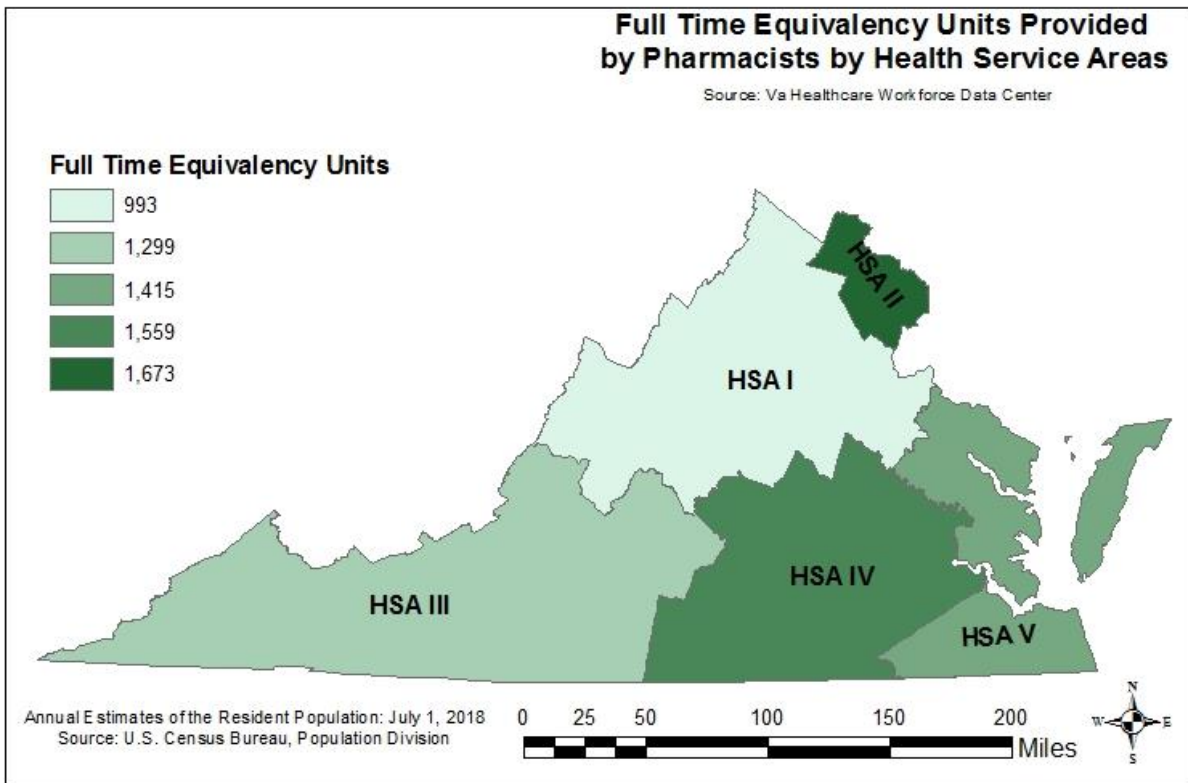 Full Time Equivalency Units Provided
by Pharmacists by Health Service Areas
Source: Va Healthcare Workforce Data Center
Full Time Equivalency Units
993
1,299
1,415
1,559
1,673
HSA II
HSA I
HSA IV
HSA III
HSA V
Annual Estimates of the Resident Population: July 1, 2018
Source: U.S. Census Bureau, Population Division
0 25 50 100 150 200
Miles
N
W E
S